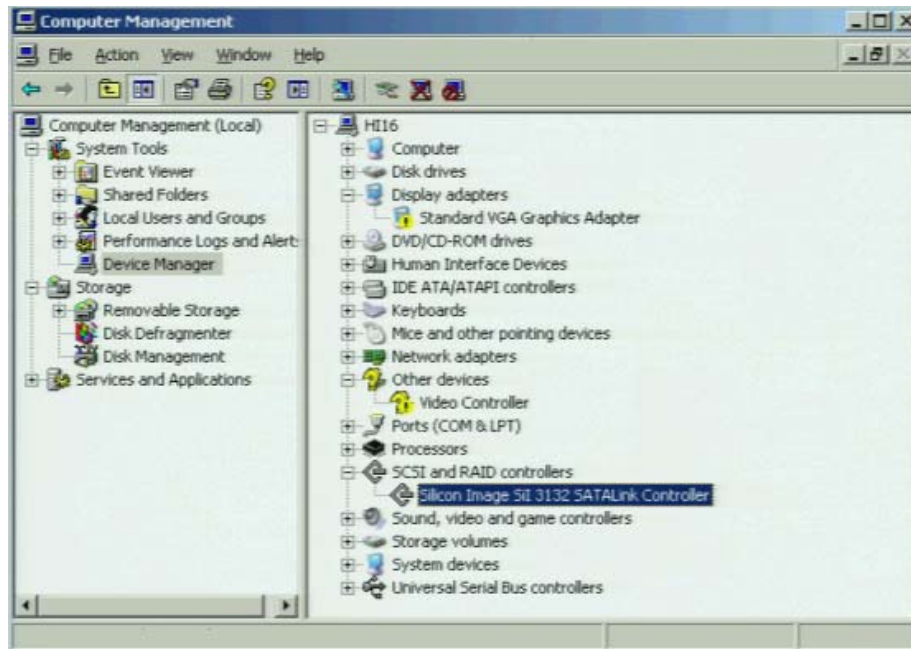 Computer Management
File Action View Window Help
Computer Management (Local)
System Tools
Event Viewer
Shared Folders
Local Users and Groups
Performance Logs and Alert
Device Manager
Storage
Removable Storage
Disk Defragmenter
Disk Management
Services and Applications
HI16
Computer
Disk drives
Display adapters
Standard VGA Graphics Adapter
DVD/CD-ROM drives
Human Interface Devices
IDE ATA/ATAPI controllers
Keyboards
Mice and other pointing devices
Network adapters
Other devices
Video Controller
Ports (COM & LPT)
Processors
SCSI and RAID controllers
Silicon Image SiI 3132 SATALink Controller
Sound, video and game controllers
Storage volumes
System devices
Universal Serial Bus controllers